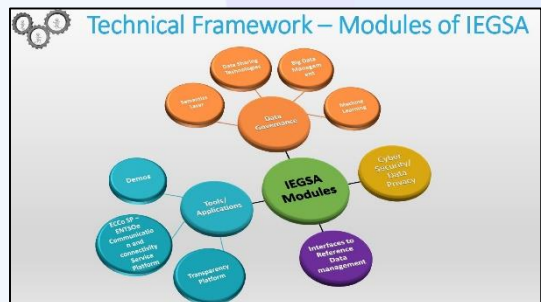 Technical Framework – Modules of IEGSA
Data Sharing
Technologies
Big Data
Managem
ent
Semantics
Layer
Machine
Learning
Data
Governance
Cyber
Security/
Data
Privacy
IEGSA
Modules
Demos
Tools/
Applications
ECCo SP –
ENTSOe
Communicatio
n and
connectivity
Service
Platform
Interfaces to
Reference
Data
management
Transparency
Platform